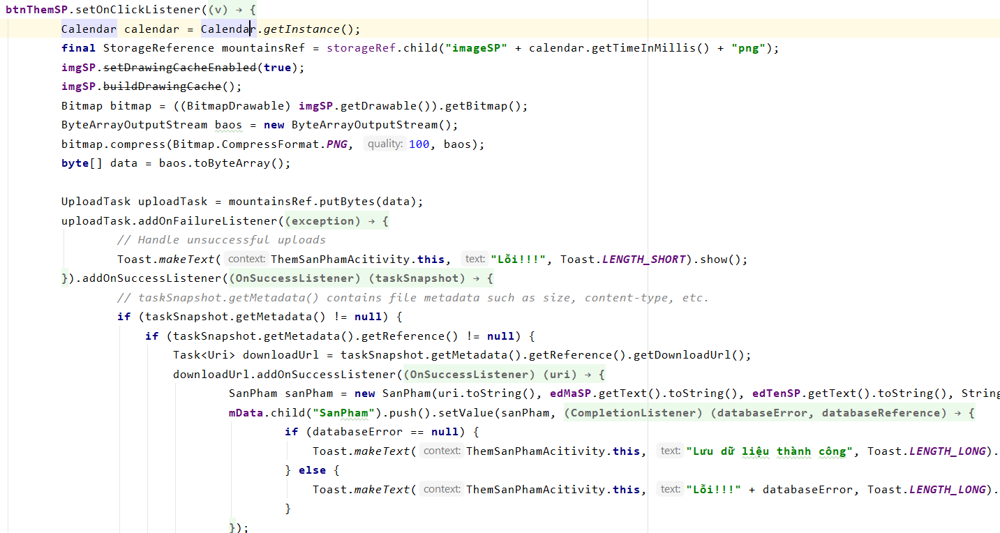 btnThemSP.setOnClickListener((v) → {
Calendar calendar = Calendar.getInstance();
final StorageReference mountainsRef = storageRef.child("imageSP" + calendar.getTimeInMillis() + "png");
imgSP.setDrawingCacheEnabled(true);
imgSP.buildDrawingCache();
Bitmap bitmap = ((BitmapDrawable) imgSP.getDrawable()).getBitmap();
ByteArrayOutputStream baos = new ByteArrayOutputStream();
bitmap.compress(Bitmap.CompressFormat.PNG, quality: 100, baos);
byte[] data = baos.toByteArray();
UploadTask uploadTask = mountainsRef.putBytes(data);
uploadTask.addOnFailureListener((exception) → {
// Handle unsuccessful uploads
Toast.makeText( context: ThemSanPhamAcitivity.this, text: "Lỗi!!!", Toast.LENGTH_SHORT).show();
}).addOnSuccessListener((OnSuccessListener) (taskSnapshot) → {
// taskSnapshot.getMetadata() contains file metadata such as size, content-type, etc.
if (taskSnapshot.getMetadata() != null) {
if (taskSnapshot.getMetadata().getReference() != null) {
Task<Uri> downloadUrl = taskSnapshot.getMetadata().getReference().getDownloadUrl();
downloadUrl.addOnSuccessListener((OnSuccessListener) (uri) → {
SanPham sanPham = new SanPham(uri.toString(), edMaSP.getText().toString(), edTenSP.getText().toString(), String
mData.child("SanPham").push().setValue(sanPham, (CompletionListener) (databaseError, databaseReference) → {
if (databaseError == null) {
Toast.makeText( context: ThemSanPhamAcitivity.this, text: "Lưu dữ liệu thành công", Toast.LENGTH_LONG).
} else {
Toast.makeText( context: ThemSanPhamAcitivity.this, text: "Lỗi!!!" + databaseError, Toast.LENGTH_LONG).
}
});